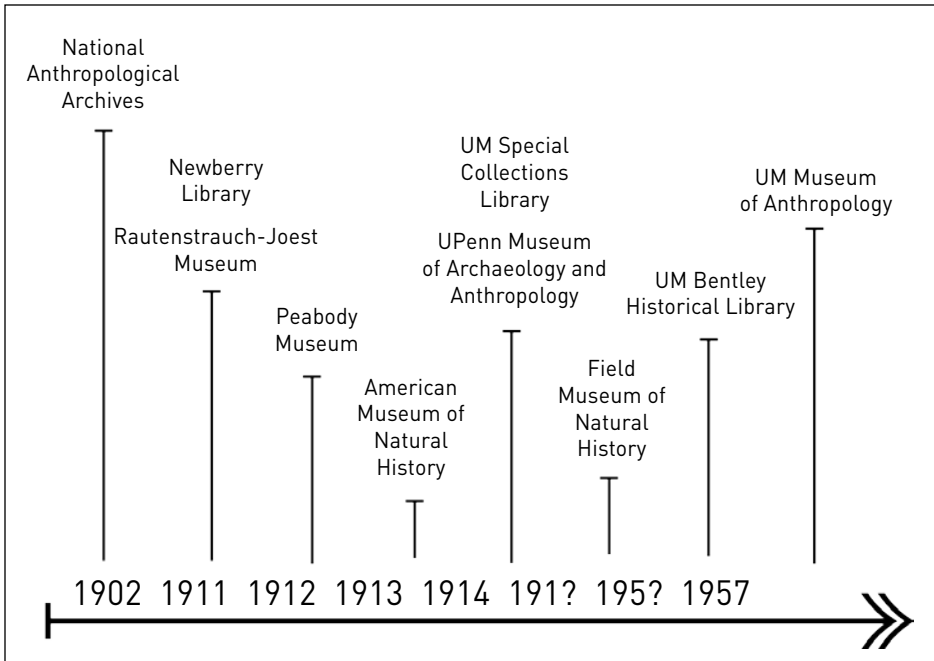 National
Anthropological
Archives
Newberry
Library
Rautenstrauch-Joest
Museum
Peabody
Museum
American
Museum of
Natural
History
UM Special
Collections
Library
UPenn Museum
of Archaeology and
Anthropology
Field
Museum of
Natural
History
UM Bentley
Historical Library
UM Museum
of Anthropology
1902 1911 1912 1913 1914 191? 195? 1957